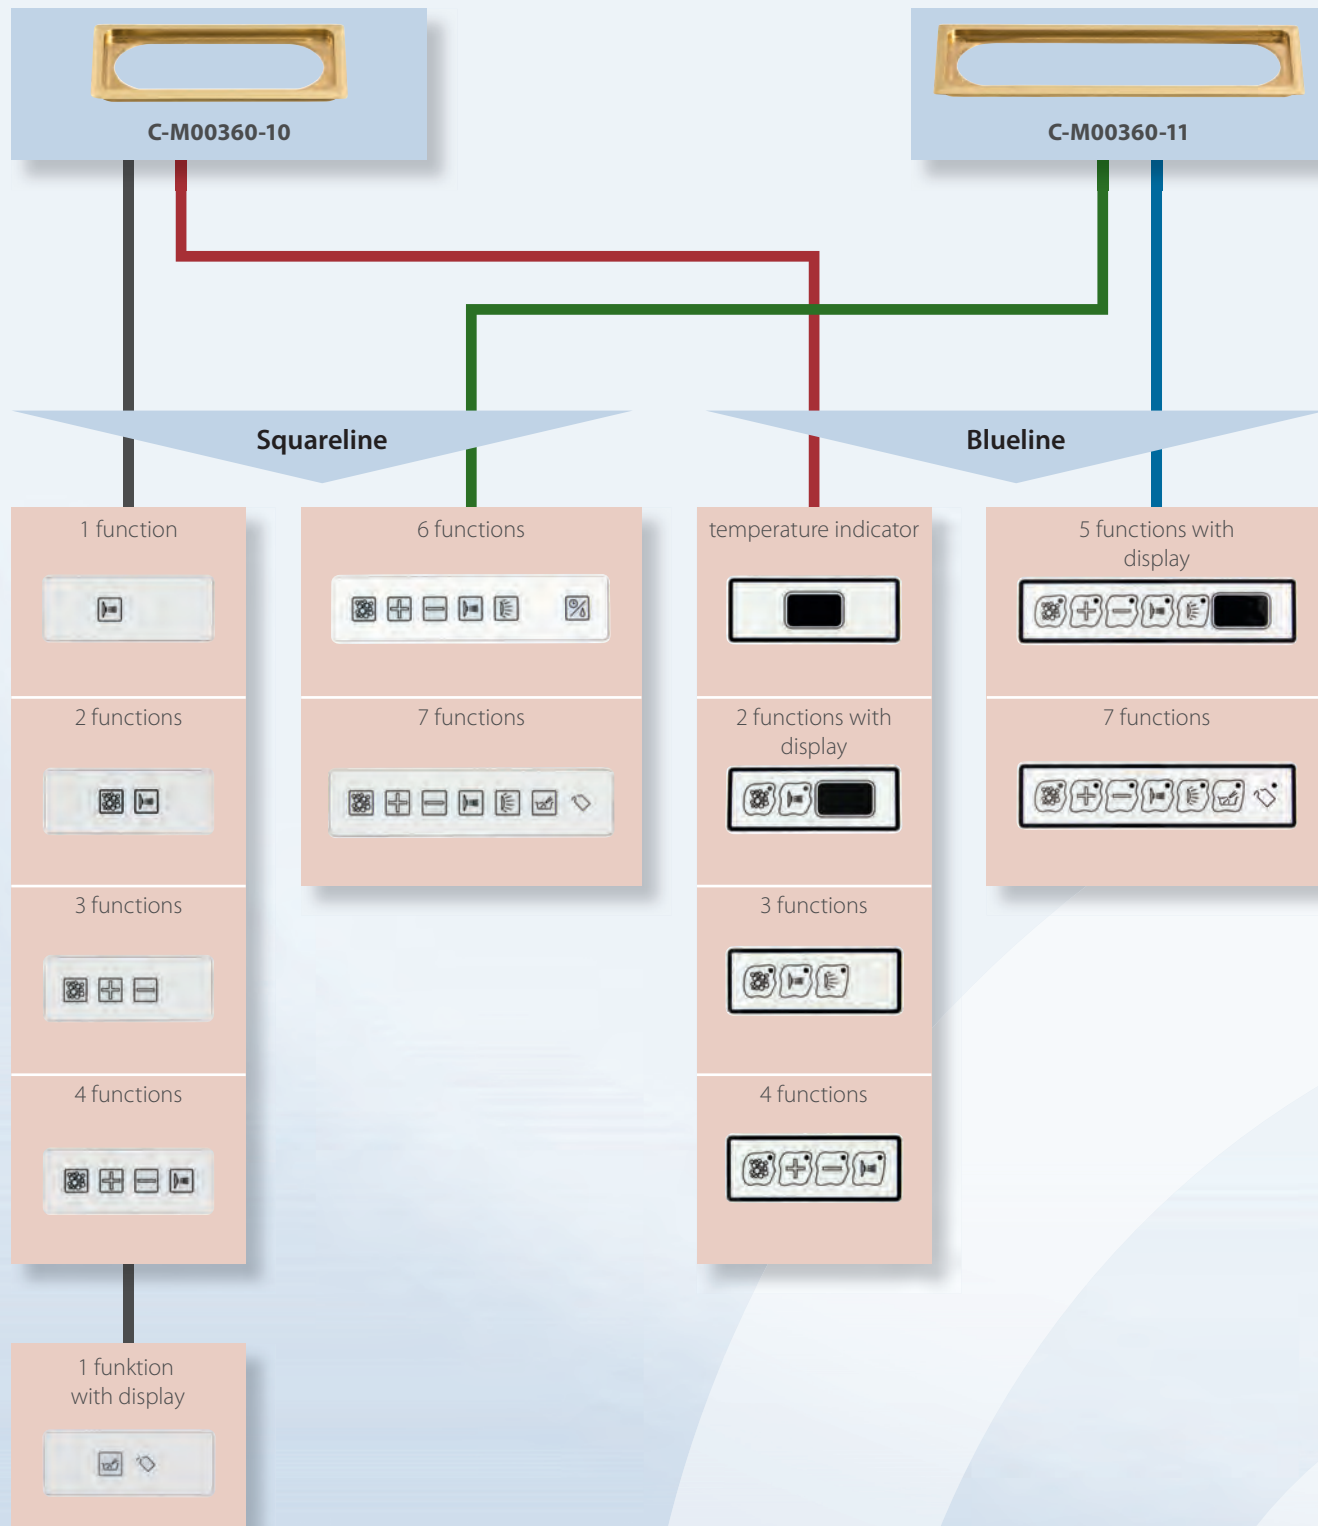 C-M00360-10
C-M00360-11
Squareline
Blueline
1 function
2 functions
3 functions
4 functions
1 funktion
with display
6 functions
7 functions
temperature indicator
2 functions with
display
3 functions
4 functions
5 functions with
display
7 functions